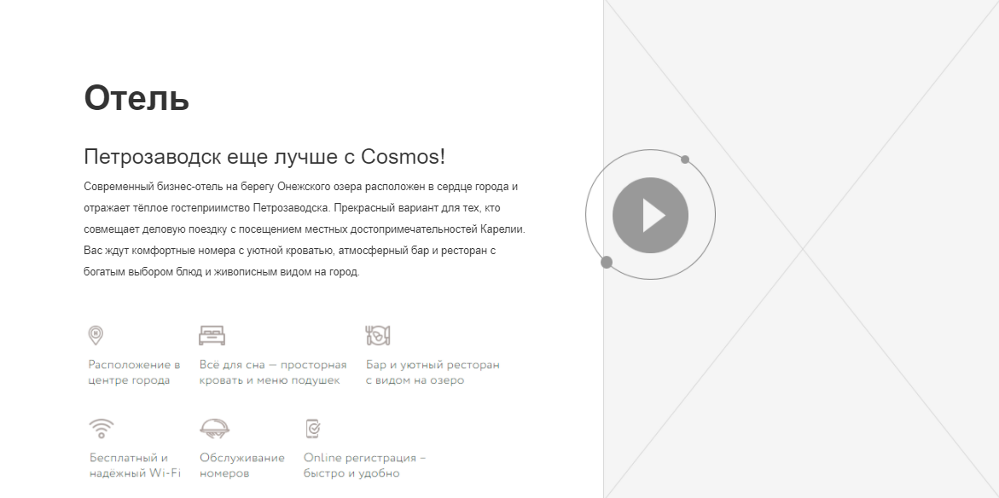 Отель
Петрозаводск еще лучше с Cosmos!
Современный бизнес-отель на берегу Онежского озера расположен в сердце города и
отражает тёплое гостеприимство Петрозаводска. Прекрасный вариант для тех, кто
совмещает деловую поездку с посещением местных достопримечательностей Карелии.
Вас ждут комфортные номера с уютной кроватью, атмосферный бар и ресторан с
богатым выбором блюд и живописным видом на город.
Расположение в
центре города
Всё для сна — просторная
кровать и меню подушек
Бар и уютный ресторан
с видом на озеро
Бесплатный и
надёжный Wi-Fi
Обслуживание
номеров
Online регистрация –
быстро и удобно